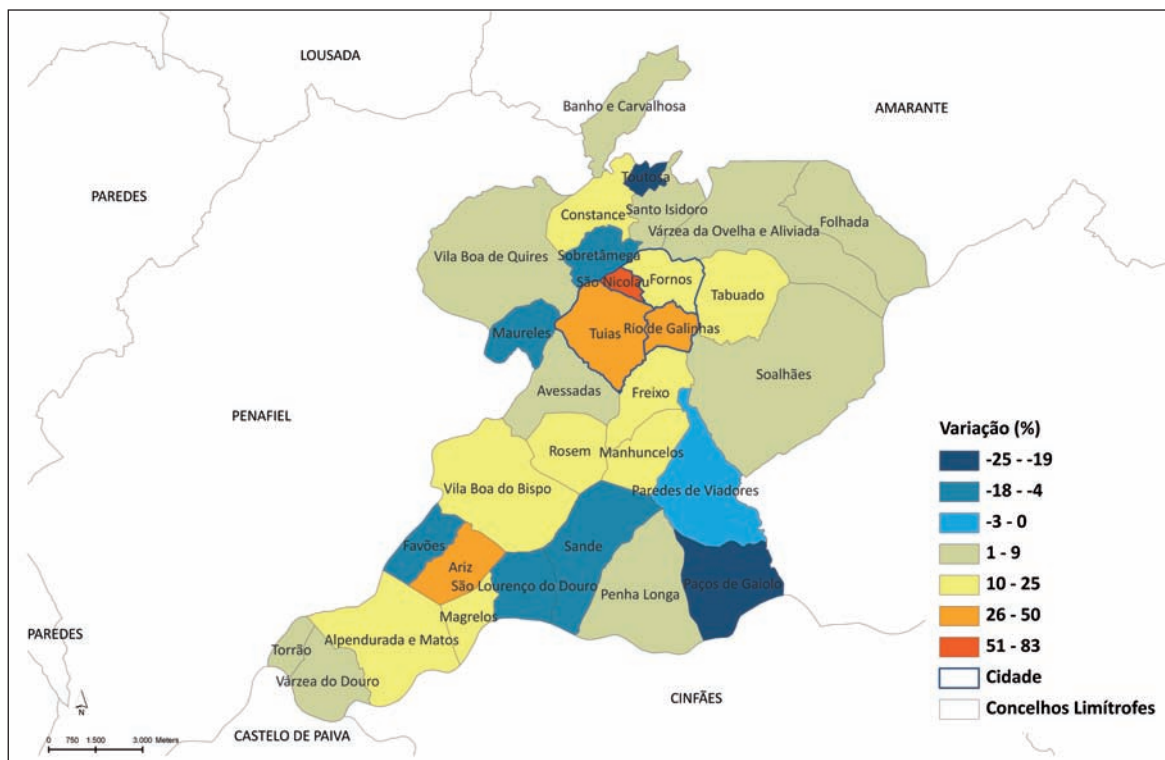 LOUSADA
AMARANTE
Banho e Carvalhosa
PAREDES
Toutosa
Constance
Santo Isidoro
Folhada
Várzea da Ovelha e Aliviada
Vila Boa de Quires
Sobretâmega
São Nicolau
Fornos
Tabuado
Maureles
Tuias
Rio de Galinhas
Soalhães
Avessadas
Freixo
PENAFIEL
Rosem
Manhuncelos
Vila Boa do Bispo
Paredes de Viadores
Favões
Sande
Ariz
São Lourenço do Douro
Penha Longa
Paços de Gaiolo
Magrelos
PAREDES
Alpendurada e Matos
Torrão
Várzea do Douro
CINFÃES
CASTELO DE PAIVA
N
0 750 1.500 3.000 Meters
Variação (%)
-25 - -19
-18 - -4
-3 - 0
1 - 9
10 - 25
26 - 50
51 - 83
Cidade
Concelhos Limítrofes